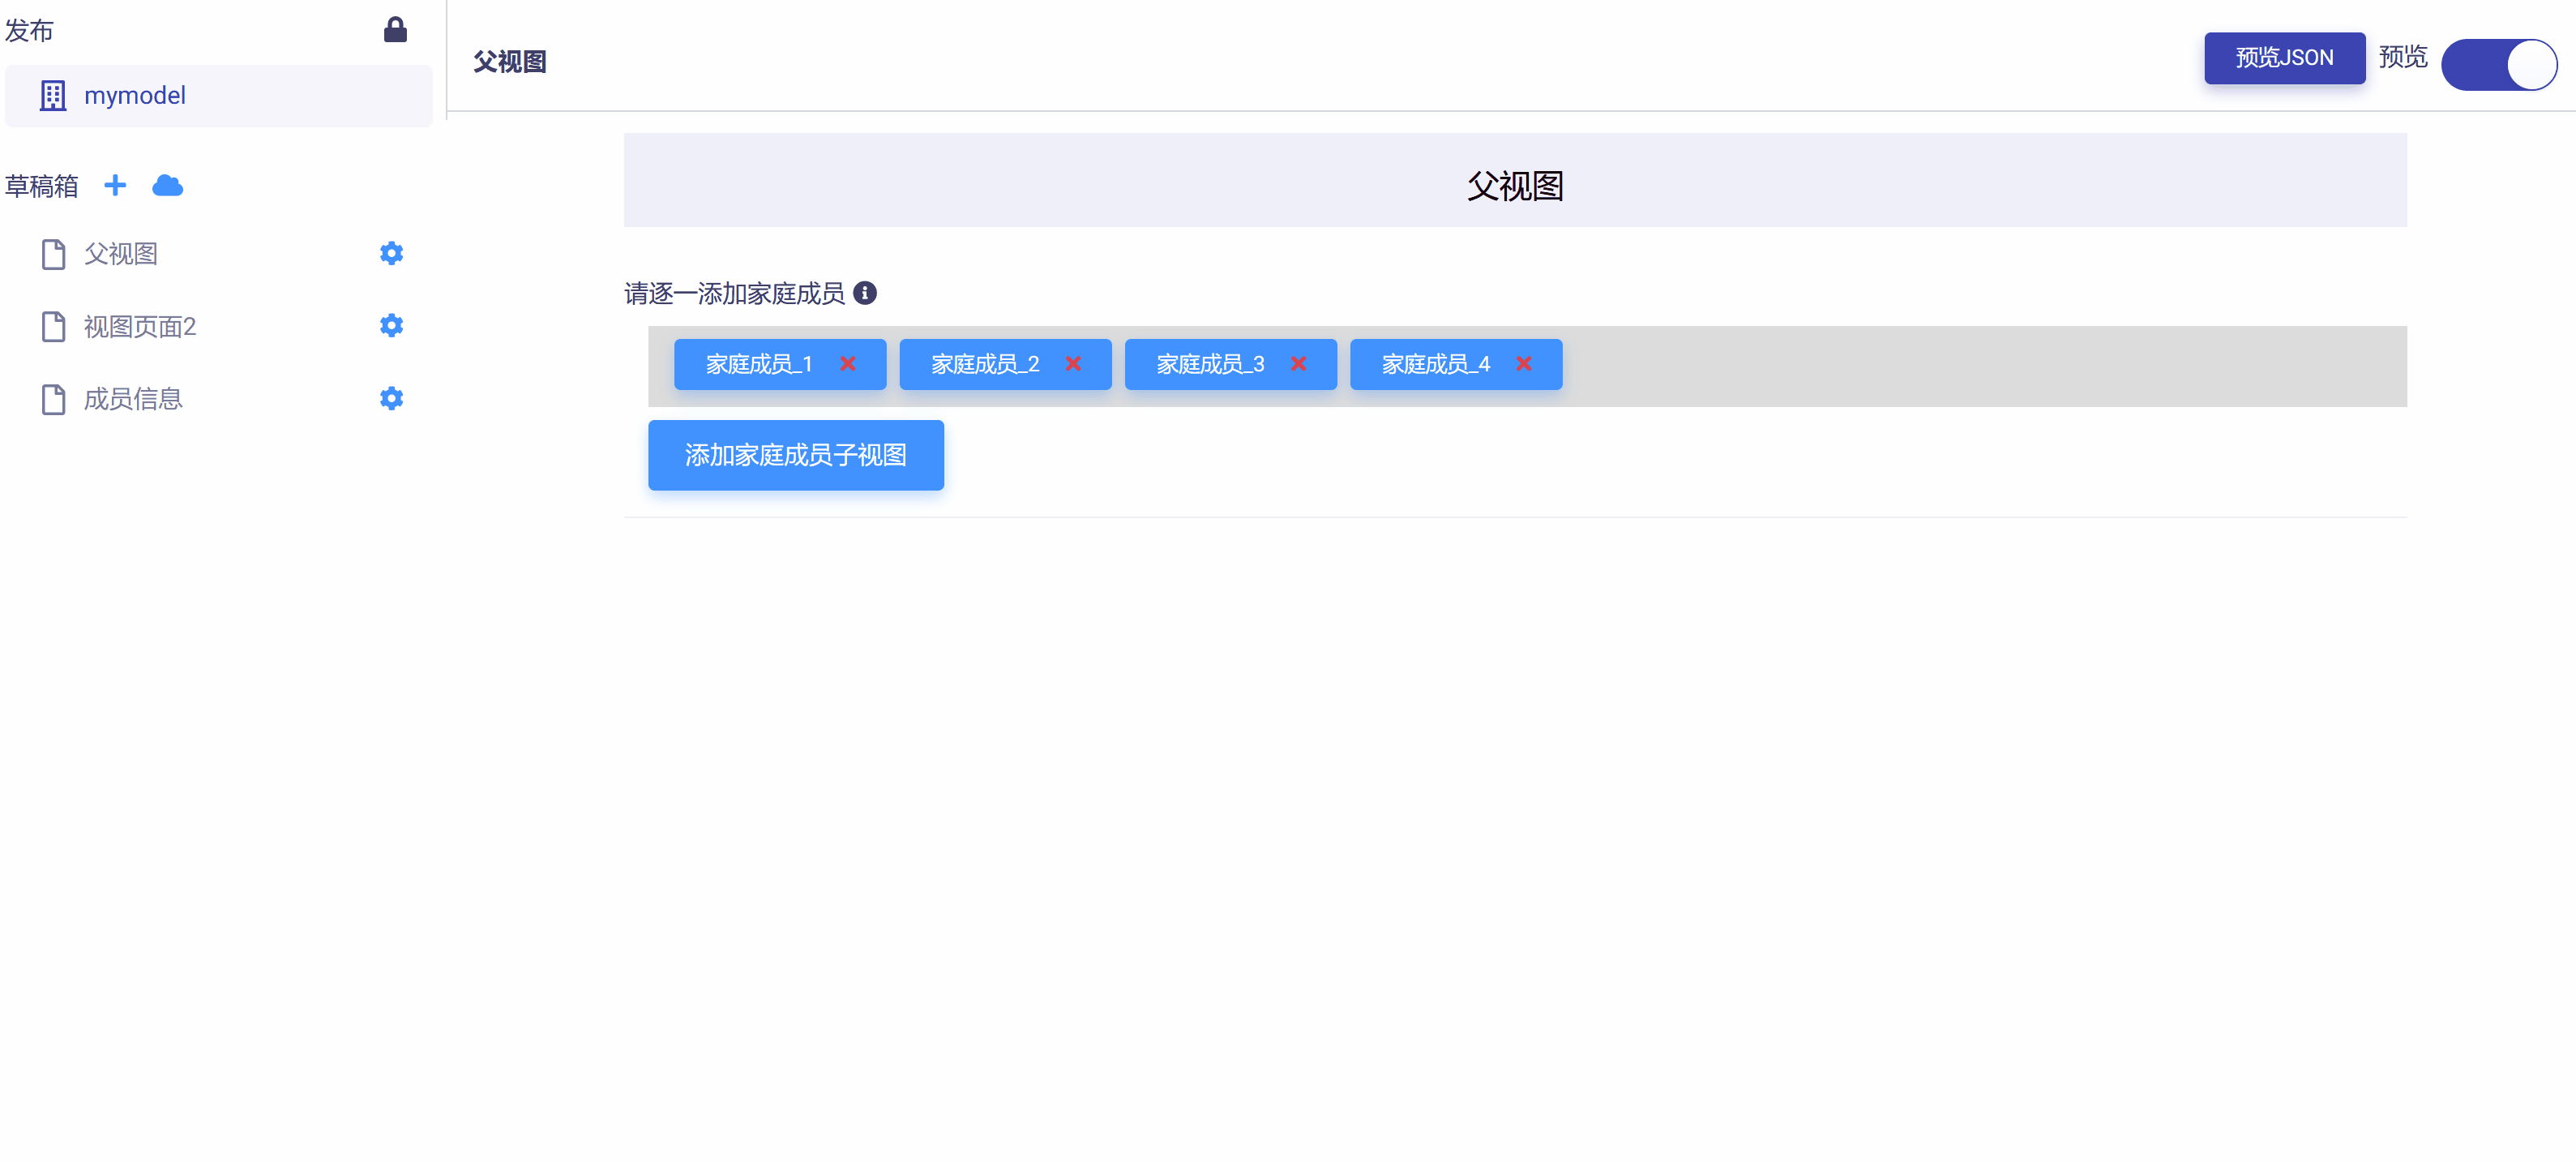 发布
mymodel
草稿箱
父视图
视图页面2
成员信息
父视图
预览JSON 预览
父视图
请逐一添加家庭成员
家庭成员_1 家庭成员_2 家庭成员_3 家庭成员_4
添加家庭成员子视图